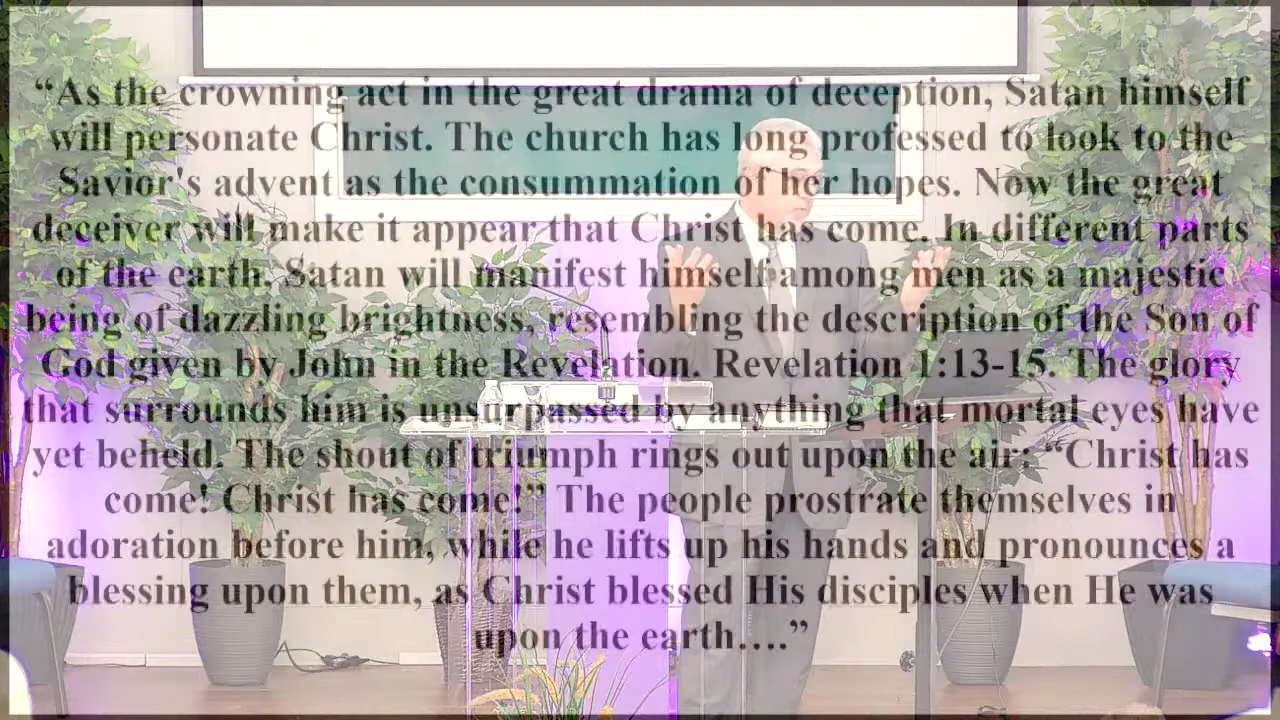 “As the crowning act in the great drama of deception, Satan himself
will personate Christ. The church has long professed to look to the
Savior's advent as the consummation of her hopes. Now the great
deceiver will make it appear that Christ has come. In different parts
of the earth, Satan will manifest himself among men as a majestic
being of dazzling brightness, resembling the description of the Son of
God given by John in the Revelation. Revelation 1:13-15. The glory
that surrounds him is unsurpassed by anything that mortal eyes have
yet beheld. The shout of triumph rings out upon the air: “Christ has
come! Christ has come!” The people prostrate themselves in
adoration before him, while he lifts up his hands and pronounces a
blessing upon them, as Christ blessed His disciples when He was
upon the earth….”